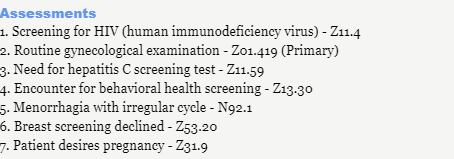 Assessments
1. Screening for HIV (human immunodeficiency virus) - Z11.4
2. Routine gynecological examination - Z01.419 (Primary)
3. Need for hepatitis C screening test - Z11.59
4. Encounter for behavioral health screening - Z13.30
5. Menorrhagia with irregular cycle - N92.1
6. Breast screening declined - Z53.20
7. Patient desires pregnancy - Z31.9